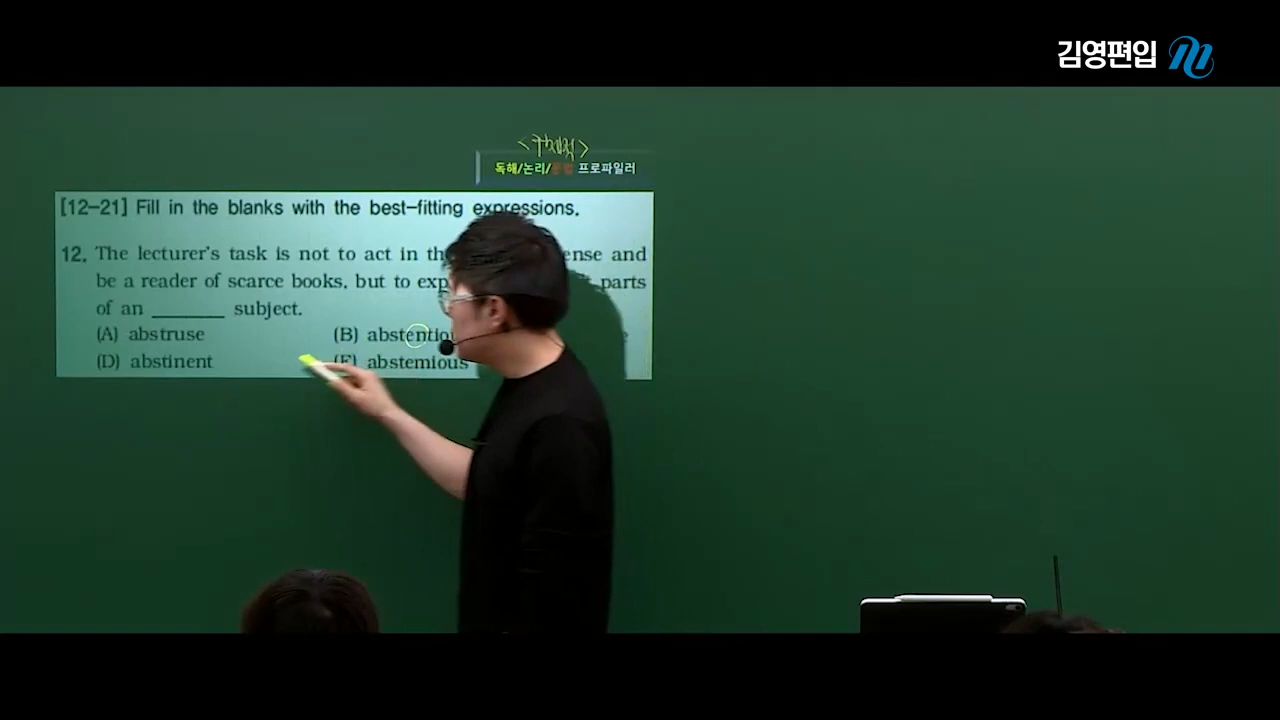 김영편입
독해/논리/문법 프로파일러
[12-21] Fill in the blanks with the best-fitting expressions.
12. The lecturer's task is not to act in th ense and
be a reader of scarce books, but to exp parts
of an _______ subject.
(A) abstruse (B) abstentio
(D) abstinent (E) abstemious